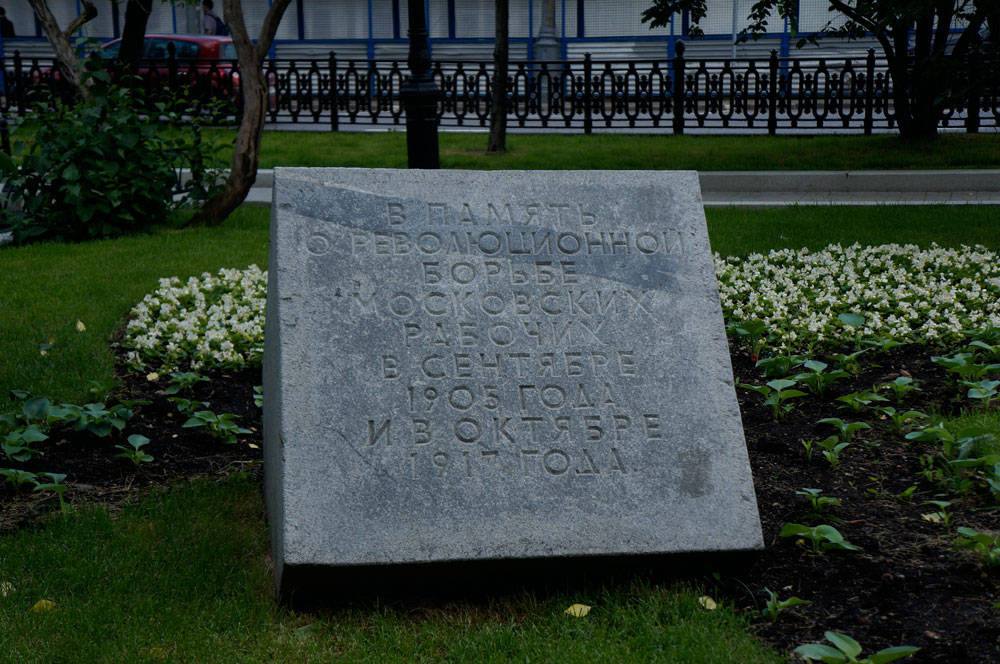 В ПАМЯТЬ
О РЕВОЛЮЦИОННОЙ
БОРЬБЕ
МОСКОВСКИХ
РАБОЧИХ
В СЕНТЯБРЕ
1905 ГОДА
И В ОКТЯБРЕ
1917 ГОДА.